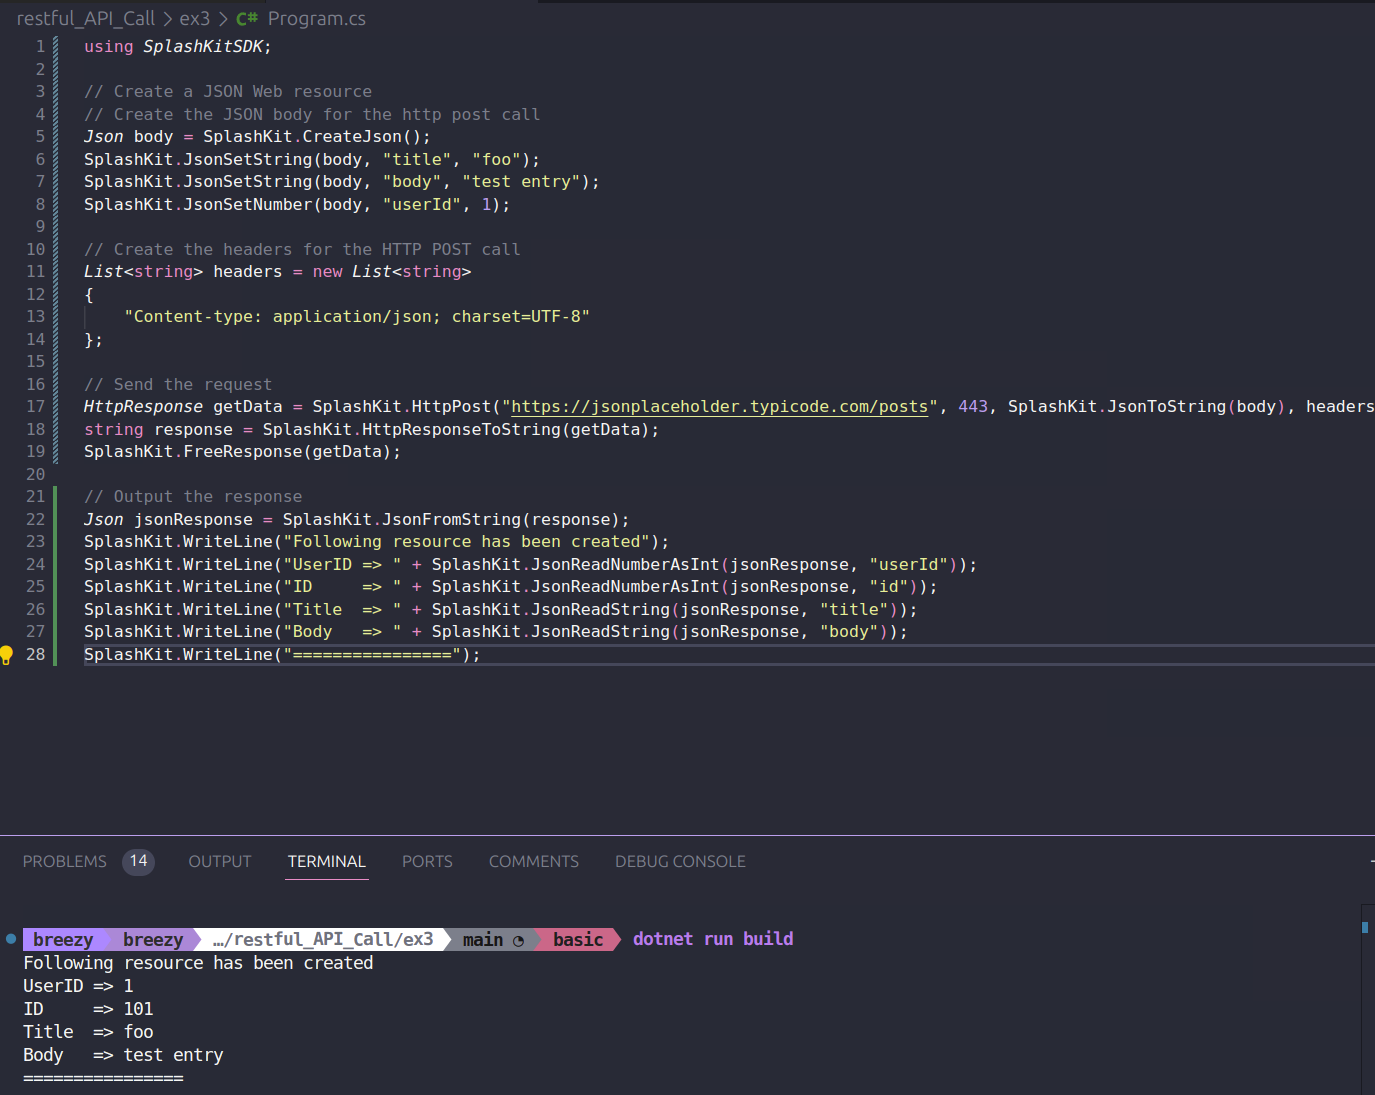 restful_API_Call > ex3 > C# Program.cs
1 using SplashKitSDK;
2
3 // Create a JSON Web resource
4 // Create the JSON body for the http post call
5 Json body = SplashKit.CreateJson();
6 SplashKit.JsonSetString(body, "title", "foo");
7 SplashKit.JsonSetString(body, "body", "test entry");
8 SplashKit.JsonSetNumber(body, "userId", 1);
9
10 // Create the headers for the HTTP POST call
11 List<string> headers = new List<string>
12 {
13     "Content-type: application/json; charset=UTF-8"
14 };
15
16 // Send the request
17 HttpResponse getData = SplashKit.HttpPost("https://jsonplaceholder.typicode.com/posts", 443, SplashKit.JsonToString(body), headers
18 string response = SplashKit.HttpResponseToString(getData);
19 SplashKit.FreeResponse(getData);
20
21 // Output the response
22 Json jsonResponse = SplashKit.JsonFromString(response);
23 SplashKit.WriteLine("Following resource has been created");
24 SplashKit.WriteLine("UserID => " + SplashKit.JsonReadNumberAsInt(jsonResponse, "userId"));
25 SplashKit.WriteLine("ID     => " + SplashKit.JsonReadNumberAsInt(jsonResponse, "id"));
26 SplashKit.WriteLine("Title  => " + SplashKit.JsonReadString(jsonResponse, "title"));
27 SplashKit.WriteLine("Body   => " + SplashKit.JsonReadString(jsonResponse, "body"));
28 SplashKit.WriteLine("================");
PROBLEMS 14 OUTPUT TERMINAL PORTS COMMENTS DEBUG CONSOLE
breezy breezy …/restful_API_Call/ex3 main basic dotnet run build
Following resource has been created
UserID => 1
ID     => 101
Title  => foo
Body   => test entry
================